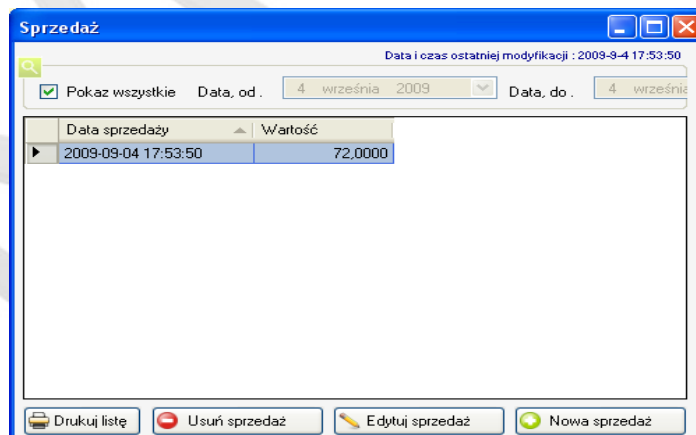 Sprzedaż
Data i czas ostatniej modyfikacji : 2009-9-4 17:53:50
Pokaz wszystkie Data, od . 4 września 2009 Data, do . 4 wrześnie
Data sprzedaży Wartość
2009-09-04 17:53:50 72,0000
Drukuj listę Usuń sprzedaż Edytuj sprzedaż Nowa sprzedaż